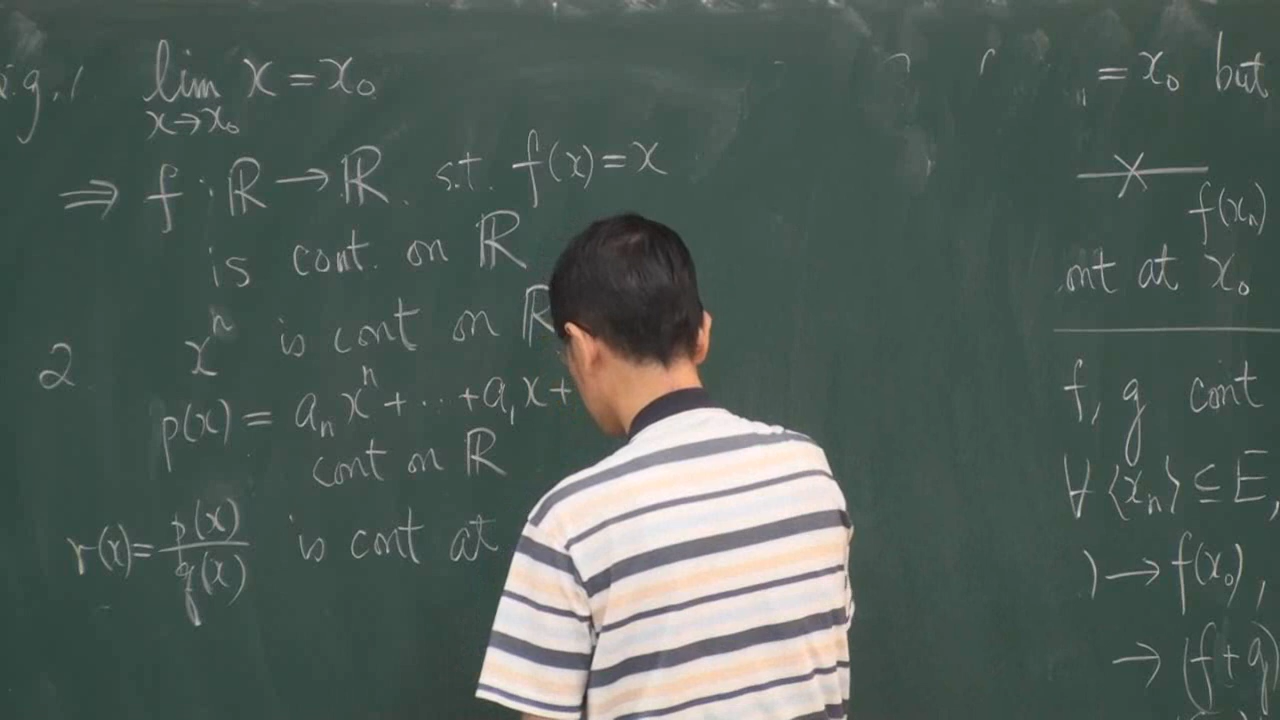 e.g. 1 lim x = x₀
x→x₀
⇒ f : ℝ → ℝ. s.t. f(x) = x
is cont. on ℝ
2. xⁿ is cont on ℝ
p(x) = aₙxⁿ + ⋯ + a₁x +
cont on ℝ
r(x) = p(x)/q(x) is cont at
= x₀ but
f(xₙ)
at x₀
f, g cont
∀ ⟨xₙ⟩ ⊆ E,
) → f(x₀),
→ (f ± g)